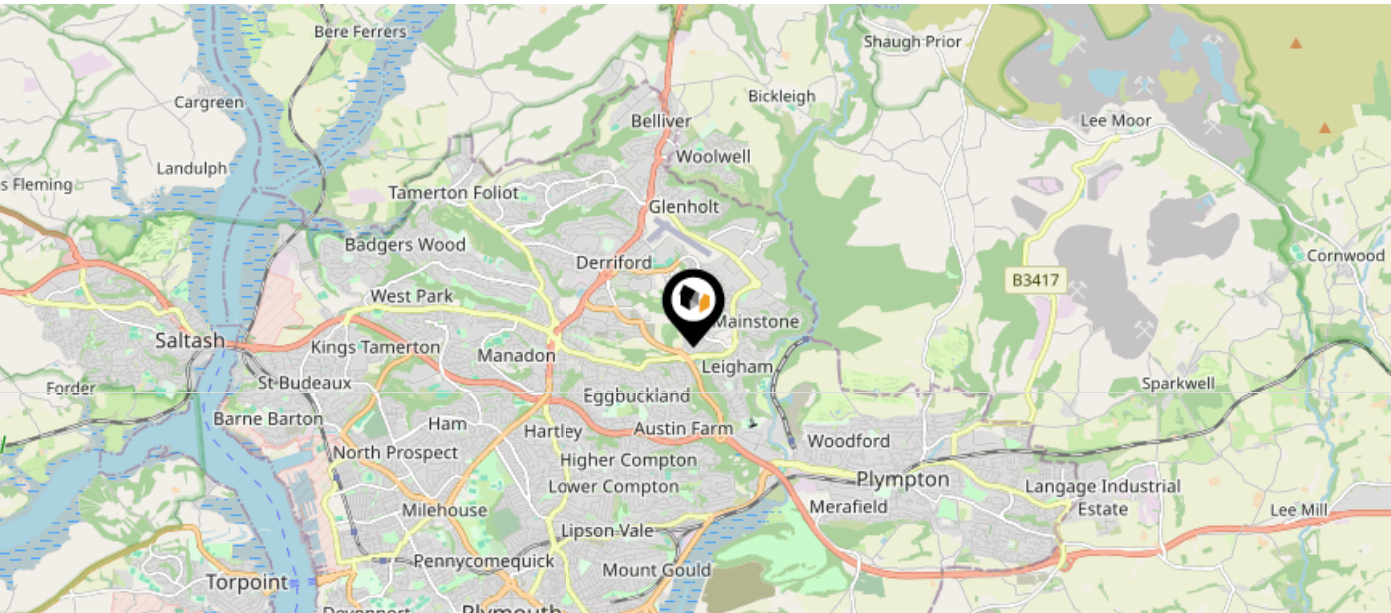 Bere Ferrers
Shaugh Prior
Cargreen
Bickleigh
Belliver
Lee Moor
Woolwell
Landulph
s Fleming
Tamerton Foliot
Glenholt
Badgers Wood
Derriford
Cornwood
B3417
West Park
Mainstone
Saltash
Kings Tamerton
Manadon
Leigham
St Budeaux
Sparkwell
Forder
Eggbuckland
Barne Barton
Ham
Hartley
Austin Farm
Woodford
North Prospect
Higher Compton
Plympton
Lower Compton
Langage Industrial
Estate
Merafield
Milehouse
Lee Mill
Lipson Vale
Pennycomequick
Mount Gould
Torpoint
Devonport
Plymouth